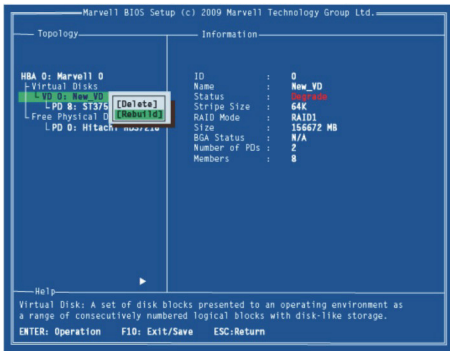 Marvell BIOS Setup (c) 2009 Marvell Technology Group Ltd.
Topology
Information
HBA 0: Marvell 0
Virtual Disks
VD 0: New_VD
PD 8: ST375
Free Physical D
PD 0: Hitachi HDS7210
[Delete]
[Rebuild]
ID : 0
Name : New_VD
Status : Degrade
Stripe Size : 64K
RAID Mode : RAID1
Size : 156672 MB
BGA Status : N/A
Number of PDs : 2
Members : 8
Help
Virtual Disk: A set of disk blocks presented to an operating environment as
a range of consecutively numbered logical blocks with disk-like storage.
ENTER: Operation F10: Exit/Save ESC:Return